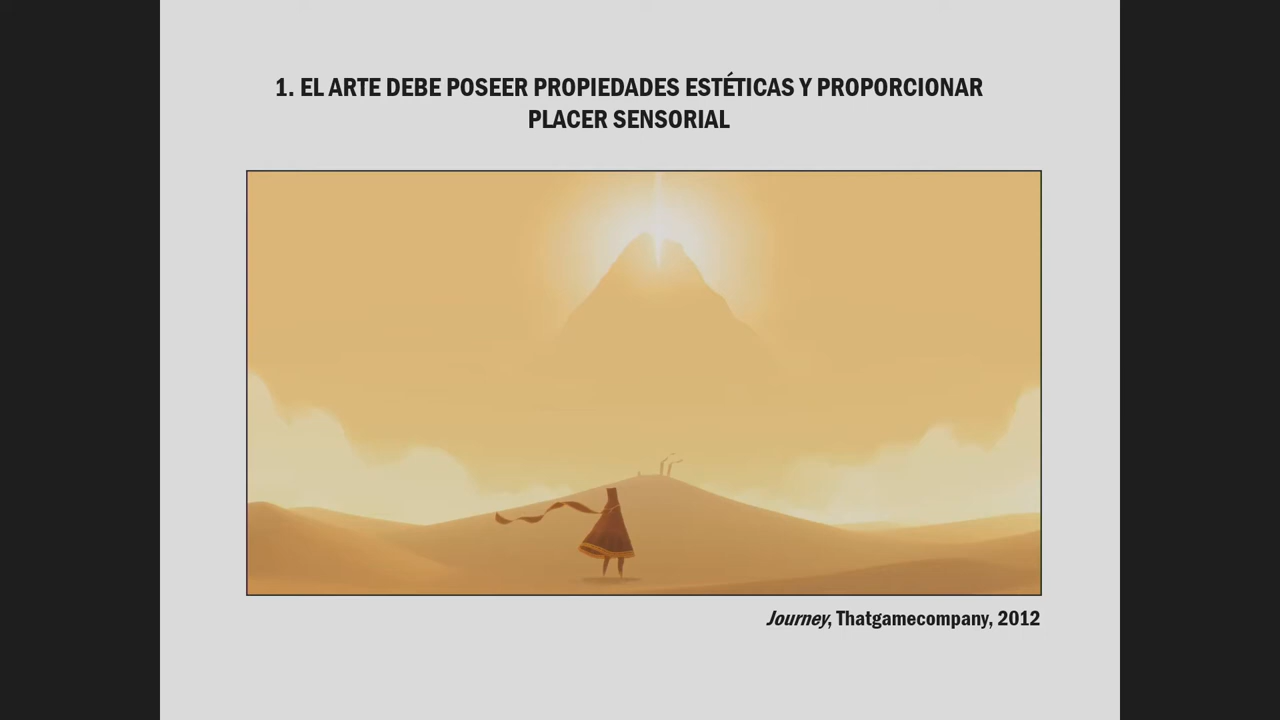 1. EL ARTE DEBE POSEER PROPIEDADES ESTÉTICAS Y PROPORCIONAR
PLACER SENSORIAL
Journey, Thatgamecompany, 2012